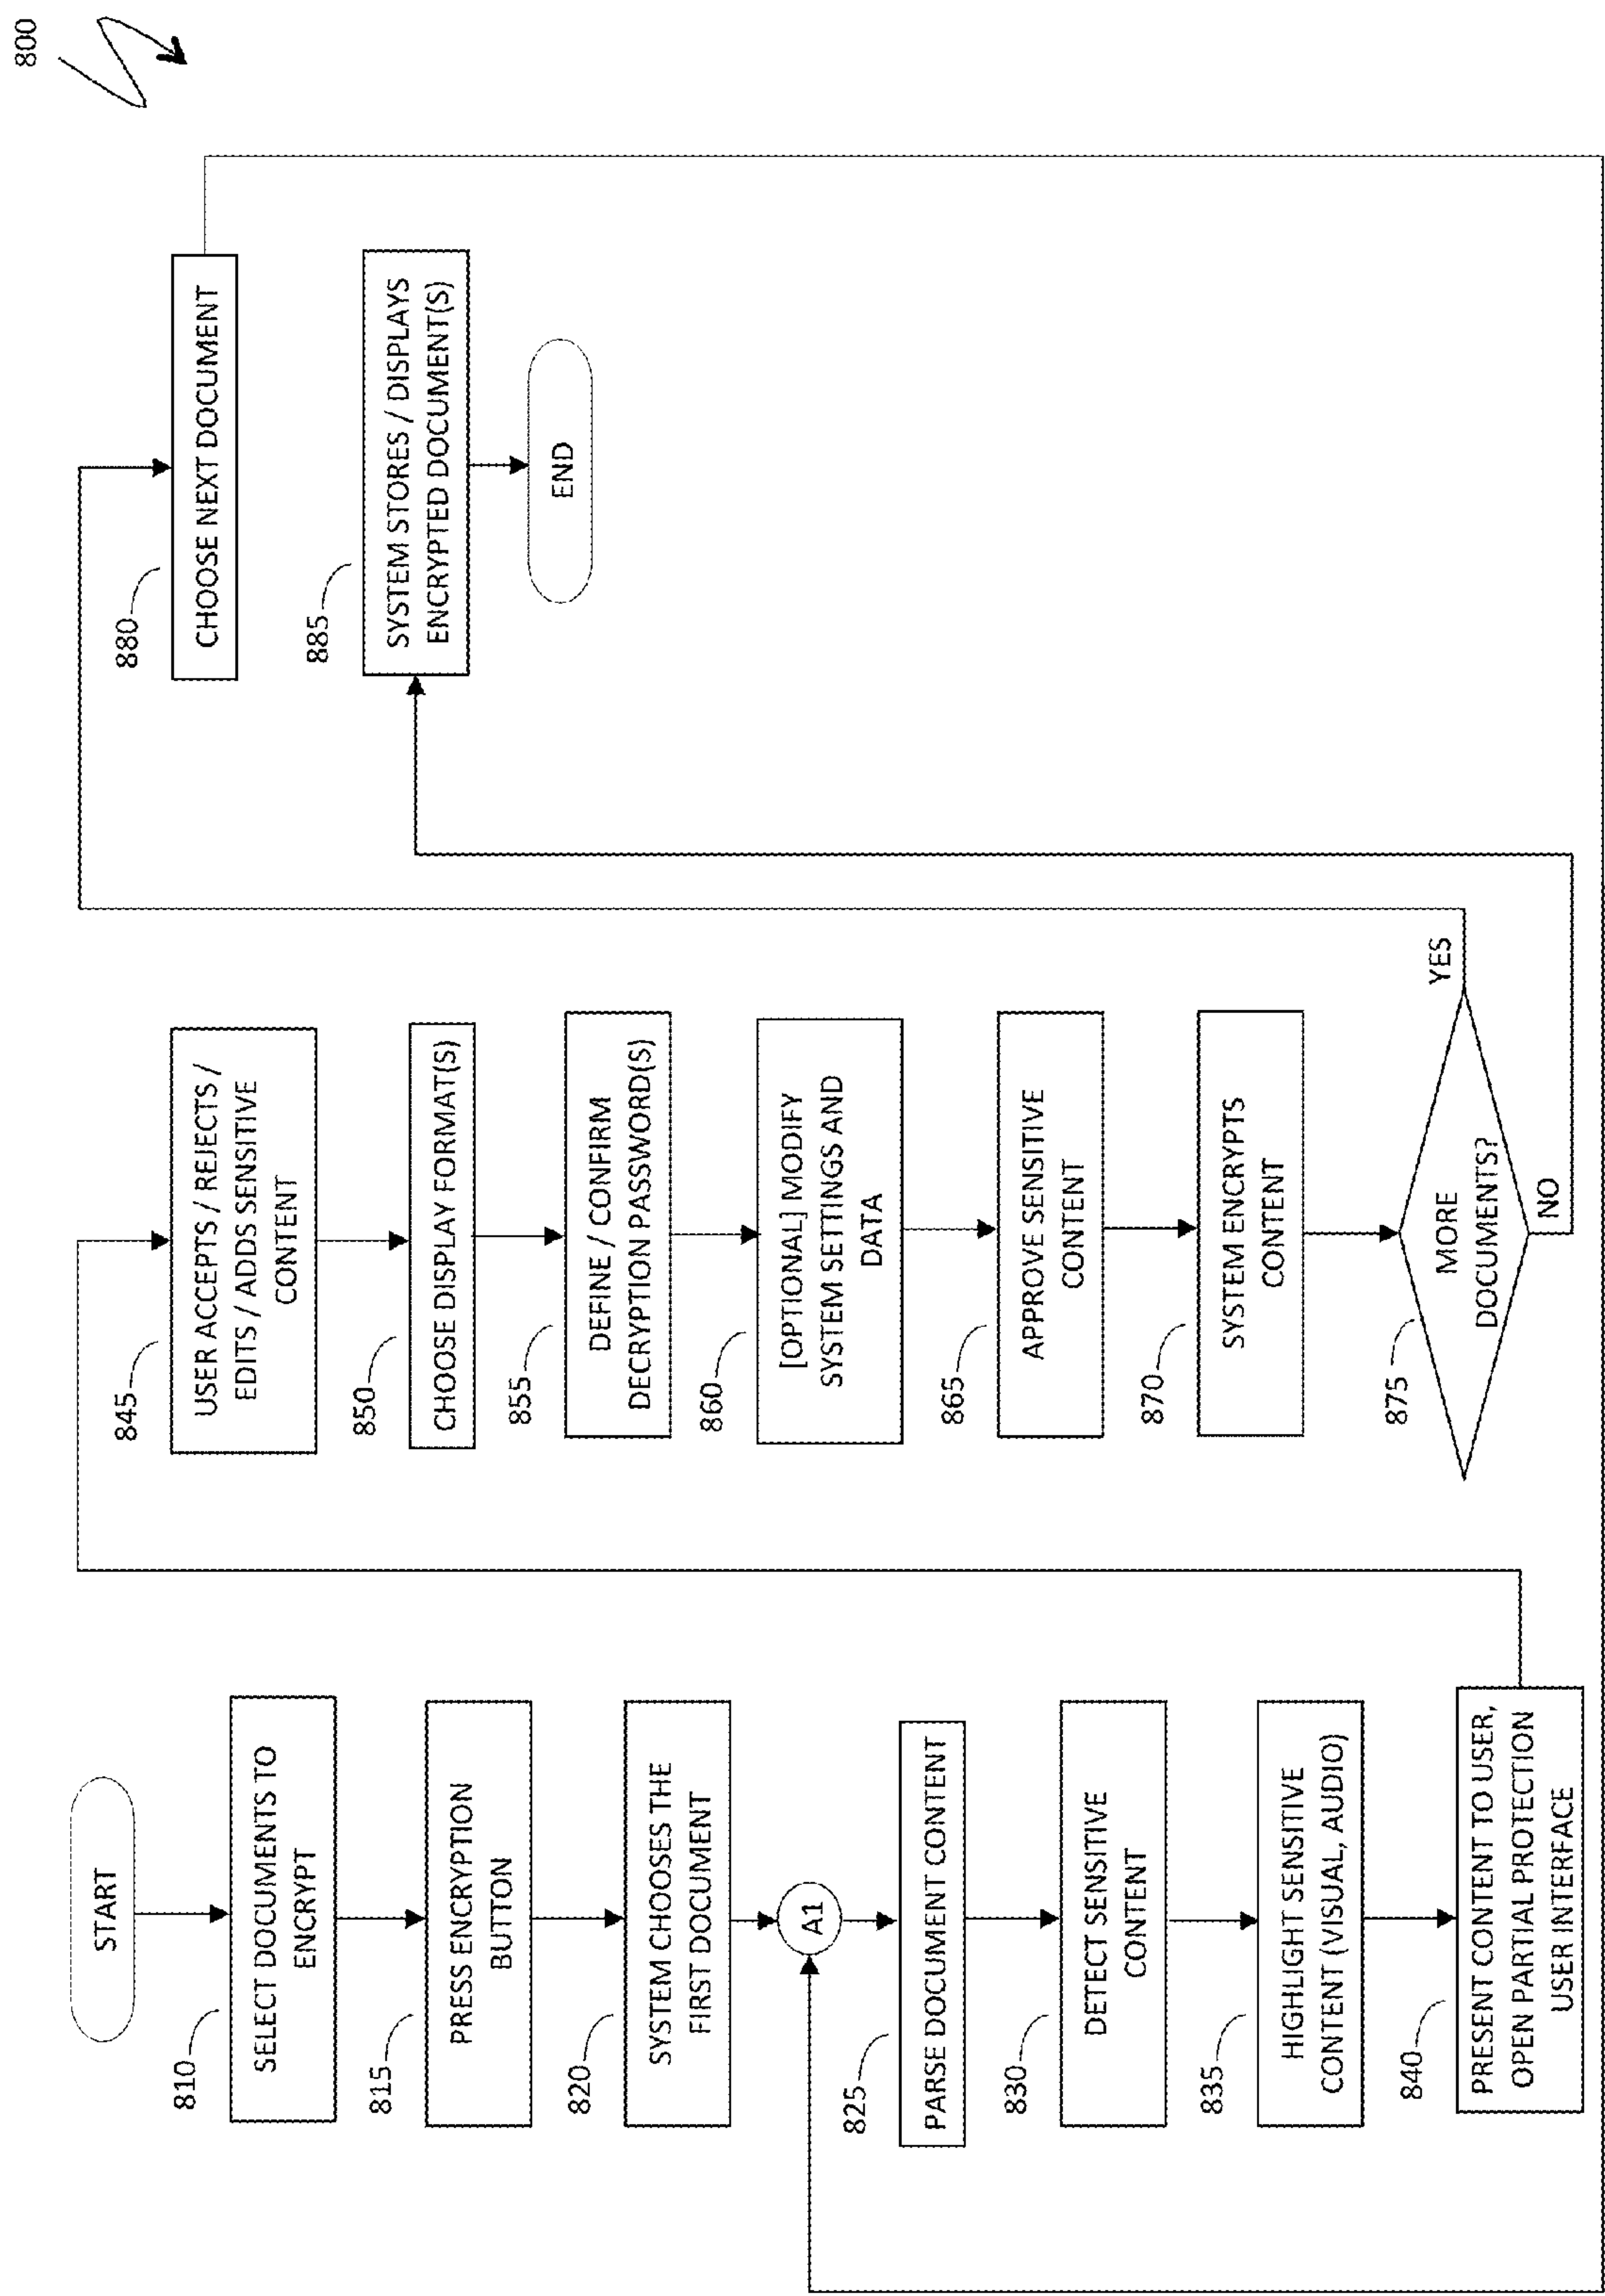 800
START
810
SELECT DOCUMENTS TO
ENCRYPT
815
PRESS ENCRYPTION
BUTTON
820
SYSTEM CHOOSES THE
FIRST DOCUMENT
A1
825
PARSE DOCUMENT CONTENT
830
DETECT SENSITIVE
CONTENT
835
HIGHLIGHT SENSITIVE
CONTENT (VISUAL, AUDIO)
840
PRESENT CONTENT TO USER,
OPEN PARTIAL PROTECTION
USER INTERFACE
845
USER ACCEPTS / REJECTS /
EDITS / ADDS SENSITIVE
CONTENT
850
CHOOSE DISPLAY FORMAT(S)
855
DEFINE / CONFIRM
DECRYPTION PASSWORD(S)
860
[OPTIONAL] MODIFY
SYSTEM SETTINGS AND
DATA
865
APPROVE SENSITIVE
CONTENT
870
SYSTEM ENCRYPTS
CONTENT
875
MORE
DOCUMENTS?
YES
NO
880
CHOOSE NEXT DOCUMENT
885
SYSTEM STORES / DISPLAYS
ENCRYPTED DOCUMENT(S)
END